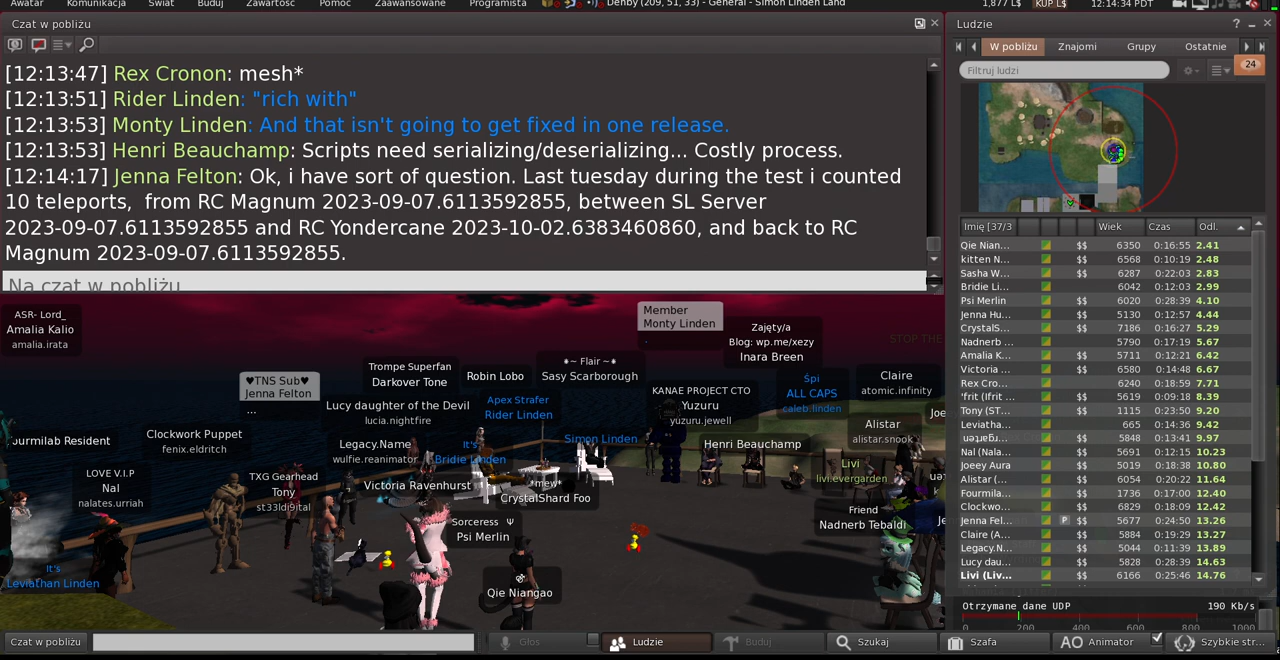 Awatar Komunikacja Świat Buduj Zawartość Pomoc Zaawansowane Programista Denby (209, 51, 33) - General - Simon Linden Land 1,877 L$ KUP L$ 12:14:34 PDT
Czat w pobliżu
[12:13:47] Rex Cronon: mesh*
[12:13:51] Rider Linden: "rich with"
[12:13:53] Monty Linden: And that isn't going to get fixed in one release.
[12:13:53] Henri Beauchamp: Scripts need serializing/deserializing... Costly process.
[12:14:17] Jenna Felton: Ok, i have sort of question. Last tuesday during the test i counted
10 teleports,  from RC Magnum 2023-09-07.6113592855, between SL Server
2023-09-07.6113592855 and RC Yondercane 2023-10-02.6383460860, and back to RC
Magnum 2023-09-07.6113592855.
Na czat w pobliżu
ASR- Lord_
Amalia Kalio
amalia.irata
Member
Monty Linden
Zajęty/a
Blog: wp.me/xezy
Inara Breen
STOP THE
♥TNS Sub♥
Jenna Felton
...
Trompe Superfan
Darkover Tone
Robin Lobo
⁕~ Flair ~⁕
Sasy Scarborough
KANAE PROJECT CTO
Yuzuru
yuzuru.jewell
Śpi
ALL CAPS
caleb.linden
Claire
atomic.infinity
Lucy daughter of the Devil
lucia.nightfire
Apex Strafer
Rider Linden
Joe
ourmilab Resident
Clockwork Puppet
fenix.eldritch
Legacy.Name
wulfie.reanimator
It's
Bridie Linden
Simon Linden
Henri Beauchamp
Alistar
alistar.snook
LOVE V.I.P
Nal
nalates.urriah
TXG Gearhead
Tony
st33ldi9ital
Victoria Ravenhurst
*mew*
CrystalShard Foo
Livi
livi.evergarden
Sorceress Ψ
Psi Merlin
Friend
Nadnerb Tebaldi
Je
It's
Leviathan Linden
Qie Niangao
Ludzie
W pobliżu Znajomi Grupy Ostatnie
24
Filtruj ludzi
Imię [37/3 Wiek Czas Odl.
Qie Nian... $$ 6350 0:16:55 2.41
kitten N... $$ 6568 0:10:19 2.48
Sasha W... $$ 6287 0:22:03 2.83
Bridie Li... 6042 0:12:03 2.99
Psi Merlin $$ 6020 0:28:39 4.10
Jenna Hu... $$ 5130 0:12:57 4.44
CrystalS... $$ 7186 0:16:27 5.29
Nadnerb ... 5790 0:17:19 5.67
Amalia K... $$ 5711 0:12:21 6.42
Victoria ... $$ 6580 0:14:48 6.67
Rex Cro... 6240 0:18:59 7.71
'frit (Ifrit ... $$ 5619 0:09:18 8.39
Tony (ST... $$ 1115 0:23:50 9.20
Leviatha... 665 0:14:36 9.42
$$ 5848 0:13:41 9.97
Nal (Nala... $$ 5691 0:12:15 10.23
Joeey Aura $$ 5019 0:18:38 10.80
Alistar (... $$ 6054 0:20:22 11.64
Fourmila... $$ 1736 0:17:00 12.40
Clockwo... $$ 6829 0:18:09 12.42
Jenna Fel... P $$ 5677 0:24:50 13.26
Claire (A... $$ 5884 0:19:29 13.27
Legacy.N... $$ 5044 0:11:39 13.89
Lucy dau... $$ 5828 0:28:39 14.63
Livi (Liv... $$ 6166 0:25:46 14.76
Otrzymane dane UDP 190 Kb/s
0 200 400 600 800 1000
Czat w pobliżu Głos Ludzie Buduj Szukaj Szafa AO Animator Szybkie str...